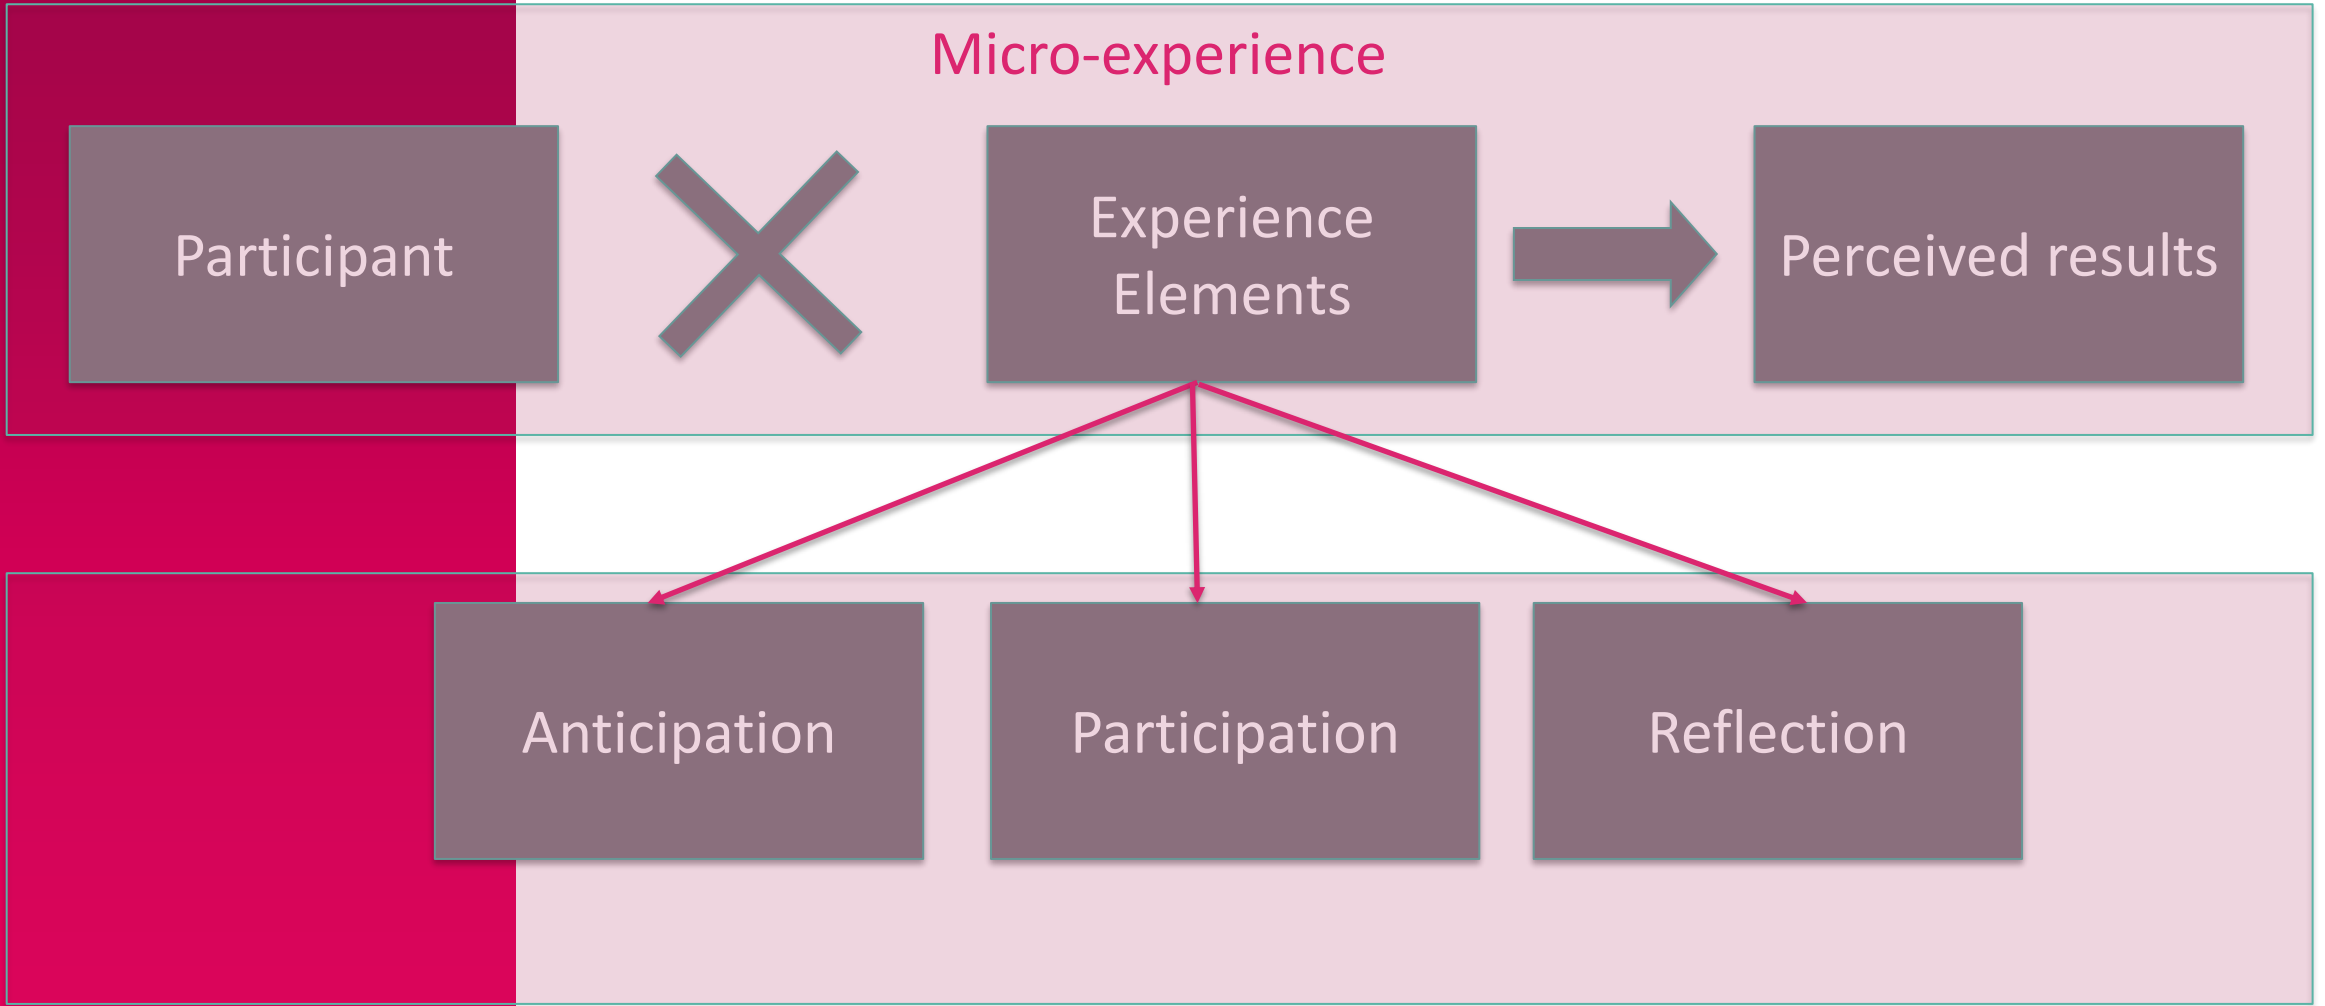 Micro-experience
Participant
Experience
Elements
Perceived results
Anticipation
Participation
Reflection